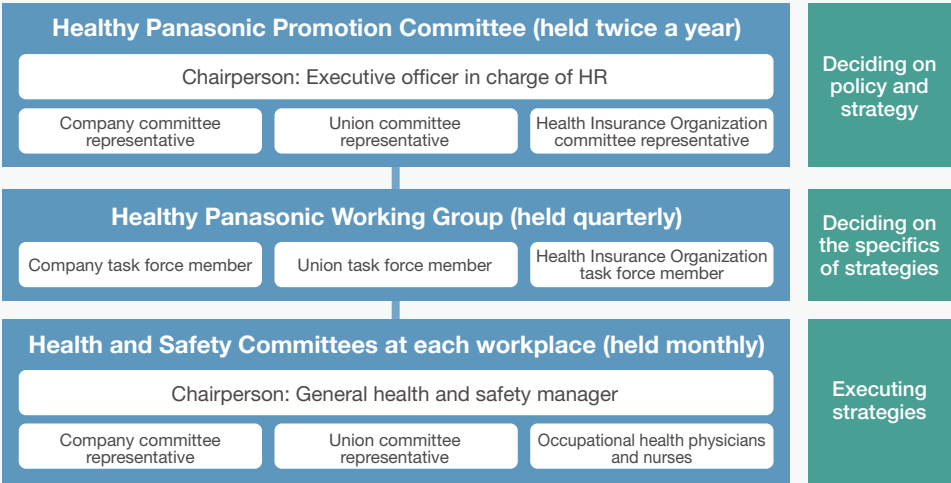 Healthy Panasonic Promotion Committee (held twice a year)
Chairperson: Executive officer in charge of HR
Company committee
representative
Union committee
representative
Health Insurance Organization
committee representative
Deciding on
policy and
strategy
Healthy Panasonic Working Group (held quarterly)
Company task force member
Union task force member
Health Insurance Organization
task force member
Deciding on
the specifics
of strategies
Health and Safety Committees at each workplace (held monthly)
Chairperson: General health and safety manager
Company committee
representative
Union committee
representative
Occupational health physicians
and nurses
Executing
strategies